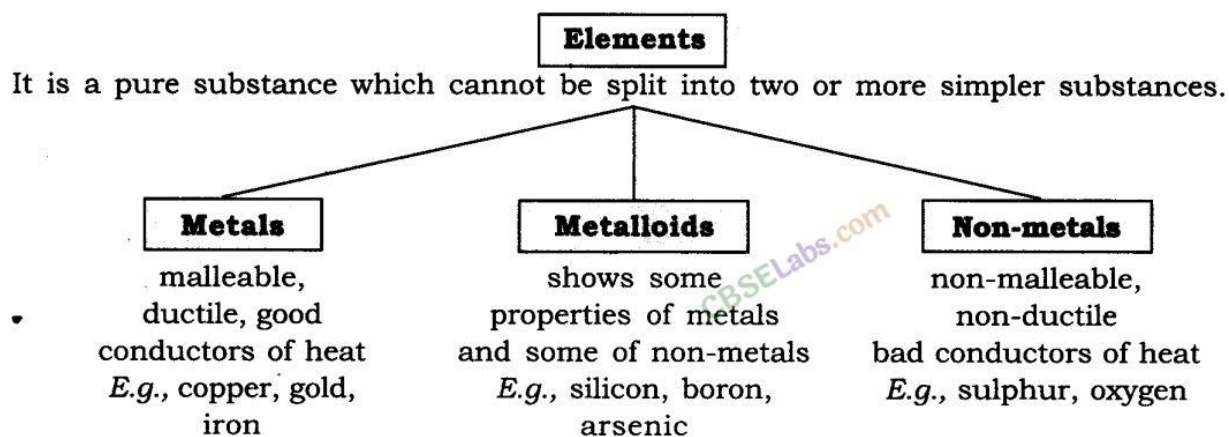 Elements
It is a pure substance which cannot be split into two or more simpler substances.
Metals
malleable,
ductile, good
conductors of heat
E.g., copper, gold,
iron
Metalloids
shows some
properties of metals
and some of non-metals
E.g., silicon, boron,
arsenic
Non-metals
non-malleable,
non-ductile
bad conductors of heat
E.g., sulphur, oxygen
CBSELabs.com